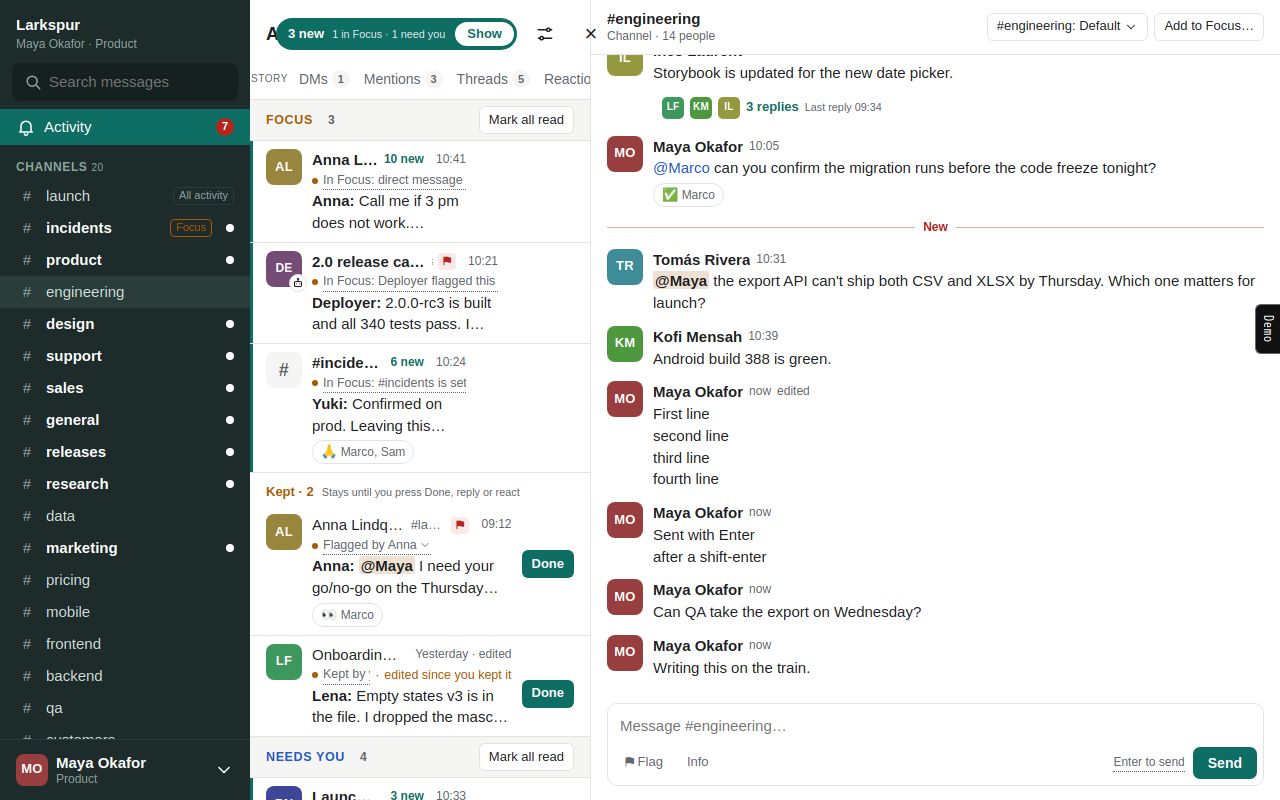 Larkspur
Maya Okafor · Product
Search messages
Activity
7
CHANNELS 20
# launch All activity
# incidents Focus
# product
# engineering
# design
# support
# sales
# general
# releases
# research
# data
# marketing
# pricing
# mobile
# frontend
# backend
# qa
# customers
MO
Maya Okafor
Product
A
3 new 1 in Focus · 1 need you Show
STORY DMs 1 Mentions 3 Threads 5 Reactio
FOCUS 3 Mark all read
AL
Anna L… 10 new 10:41
In Focus: direct message
Anna: Call me if 3 pm
does not work.…
DE
2.0 release ca… 10:21
In Focus: Deployer flagged this
Deployer: 2.0.0-rc3 is built
and all 340 tests pass. I…
#
#incide… 6 new 10:24
In Focus: #incidents is set
Yuki: Confirmed on
prod. Leaving this…
🙏 Marco, Sam
Kept · 2 Stays until you press Done, reply or react
AL
Anna Lindq… #la… 09:12
Flagged by Anna
Anna: @Maya I need your
go/no-go on the Thursday…
👀 Marco
Done
LF
Onboardin… Yesterday · edited
Kept by · edited since you kept it
Lena: Empty states v3 is in
the file. I dropped the masc…
Done
NEEDS YOU 4 Mark all read
Launc… 3 new 10:33
#engineering
Channel · 14 people
#engineering: Default
Add to Focus…
IL
Storybook is updated for the new date picker.
LF KM IL 3 replies Last reply 09:34
MO
Maya Okafor 10:05
@Marco can you confirm the migration runs before the code freeze tonight?
✅ Marco
New
TR
Tomás Rivera 10:31
@Maya the export API can't ship both CSV and XLSX by Thursday. Which one matters for
launch?
KM
Kofi Mensah 10:39
Android build 388 is green.
MO
Maya Okafor now edited
First line
second line
third line
fourth line
MO
Maya Okafor now
Sent with Enter
after a shift-enter
MO
Maya Okafor now
Can QA take the export on Wednesday?
MO
Maya Okafor now
Writing this on the train.
Message #engineering…
Flag Info
Enter to send
Send
Demo